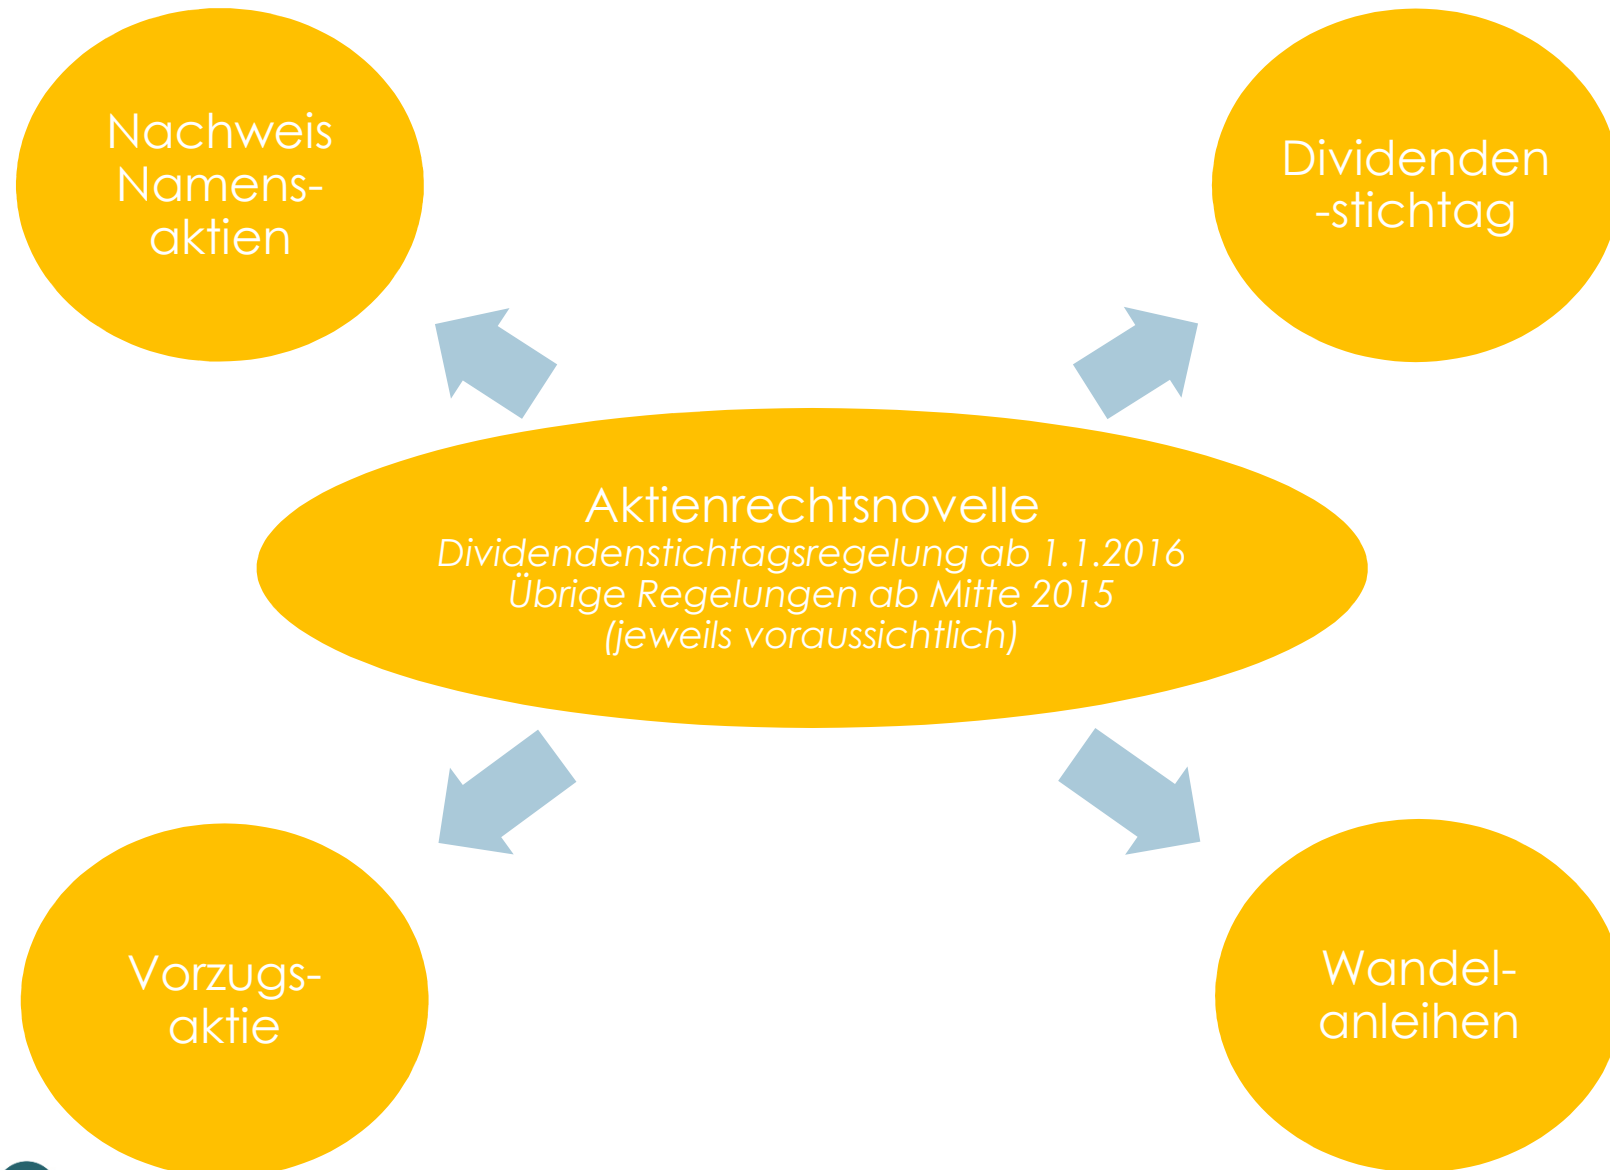 Nachweis
Namens-
aktien
Dividenden
-stichtag
Aktienrechtsnovelle
Dividendenstichtagsregelung ab 1.1.2016
Übrige Regelungen ab Mitte 2015
(jeweils voraussichtlich)
Vorzugs-
aktie
Wandel-
anleihen